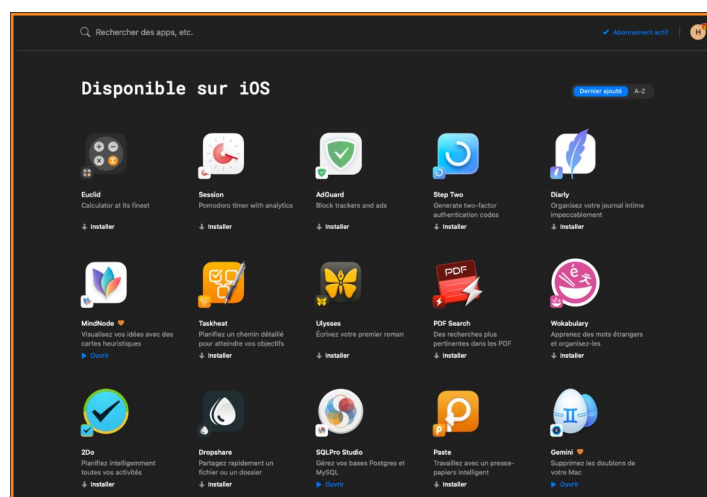 Rechercher des apps, etc.
Abonnement actif
H
Disponible sur iOS
Dernier ajouté A-Z
Euclid
Calculator at Its finest
Installer
Session
Pomodoro timer with analytics
Installer
AdGuard
Block trackers and ads
Installer
Step Two
Generate two-factor
authentication codes
Installer
Diarly
Organisez votre journal intime
impeccablement
Installer
MindNode
Visualisez vos idées avec des
cartes heuristiques
Ouvrir
Taskheat
Planifiez un chemin détaillé
pour atteindre vos objectifs
Installer
Ulysses
Écrivez votre premier roman
Installer
PDF
PDF Search
Des recherches plus
pertinentes dans les PDF
Installer
é
Wokabulary
Apprenez des mots étrangers
et organisez-les
Installer
2Do
Planifiez intelligemment
toutes vos activités
Installer
Dropshare
Partagez rapidement un
fichier ou un dossier
Installer
SQLPro Studio
Gérez vos bases Postgres et
MySQL
Ouvrir
Paste
Travaillez avec un presse-
papiers intelligent
Installer
Gemini
Supprimez les doublons de
votre Mac
Ouvrir